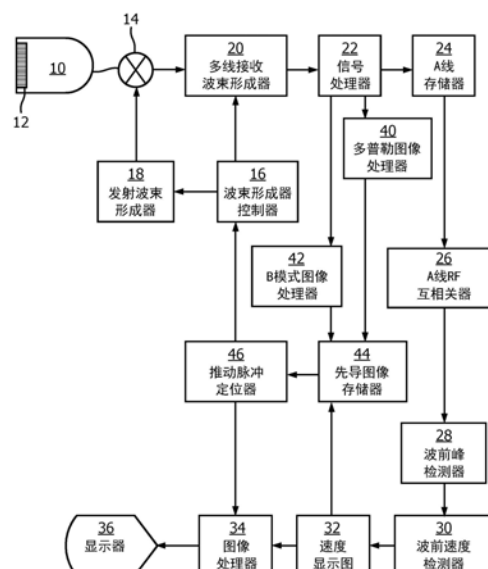 14
10
12
20
多线接收
波束形成器
22
信号
处理器
24
A线
存储器
40
多普勒图像
处理器
18
发射波束
形成器
16
波束形成器
控制器
42
B模式图像
处理器
26
A线RF
互相关器
46
推动脉冲
定位器
44
先导图像
存储器
28
波前峰
检测器
36
显示器
34
图像
处理器
32
速度
显示图
30
波前速度
检测器